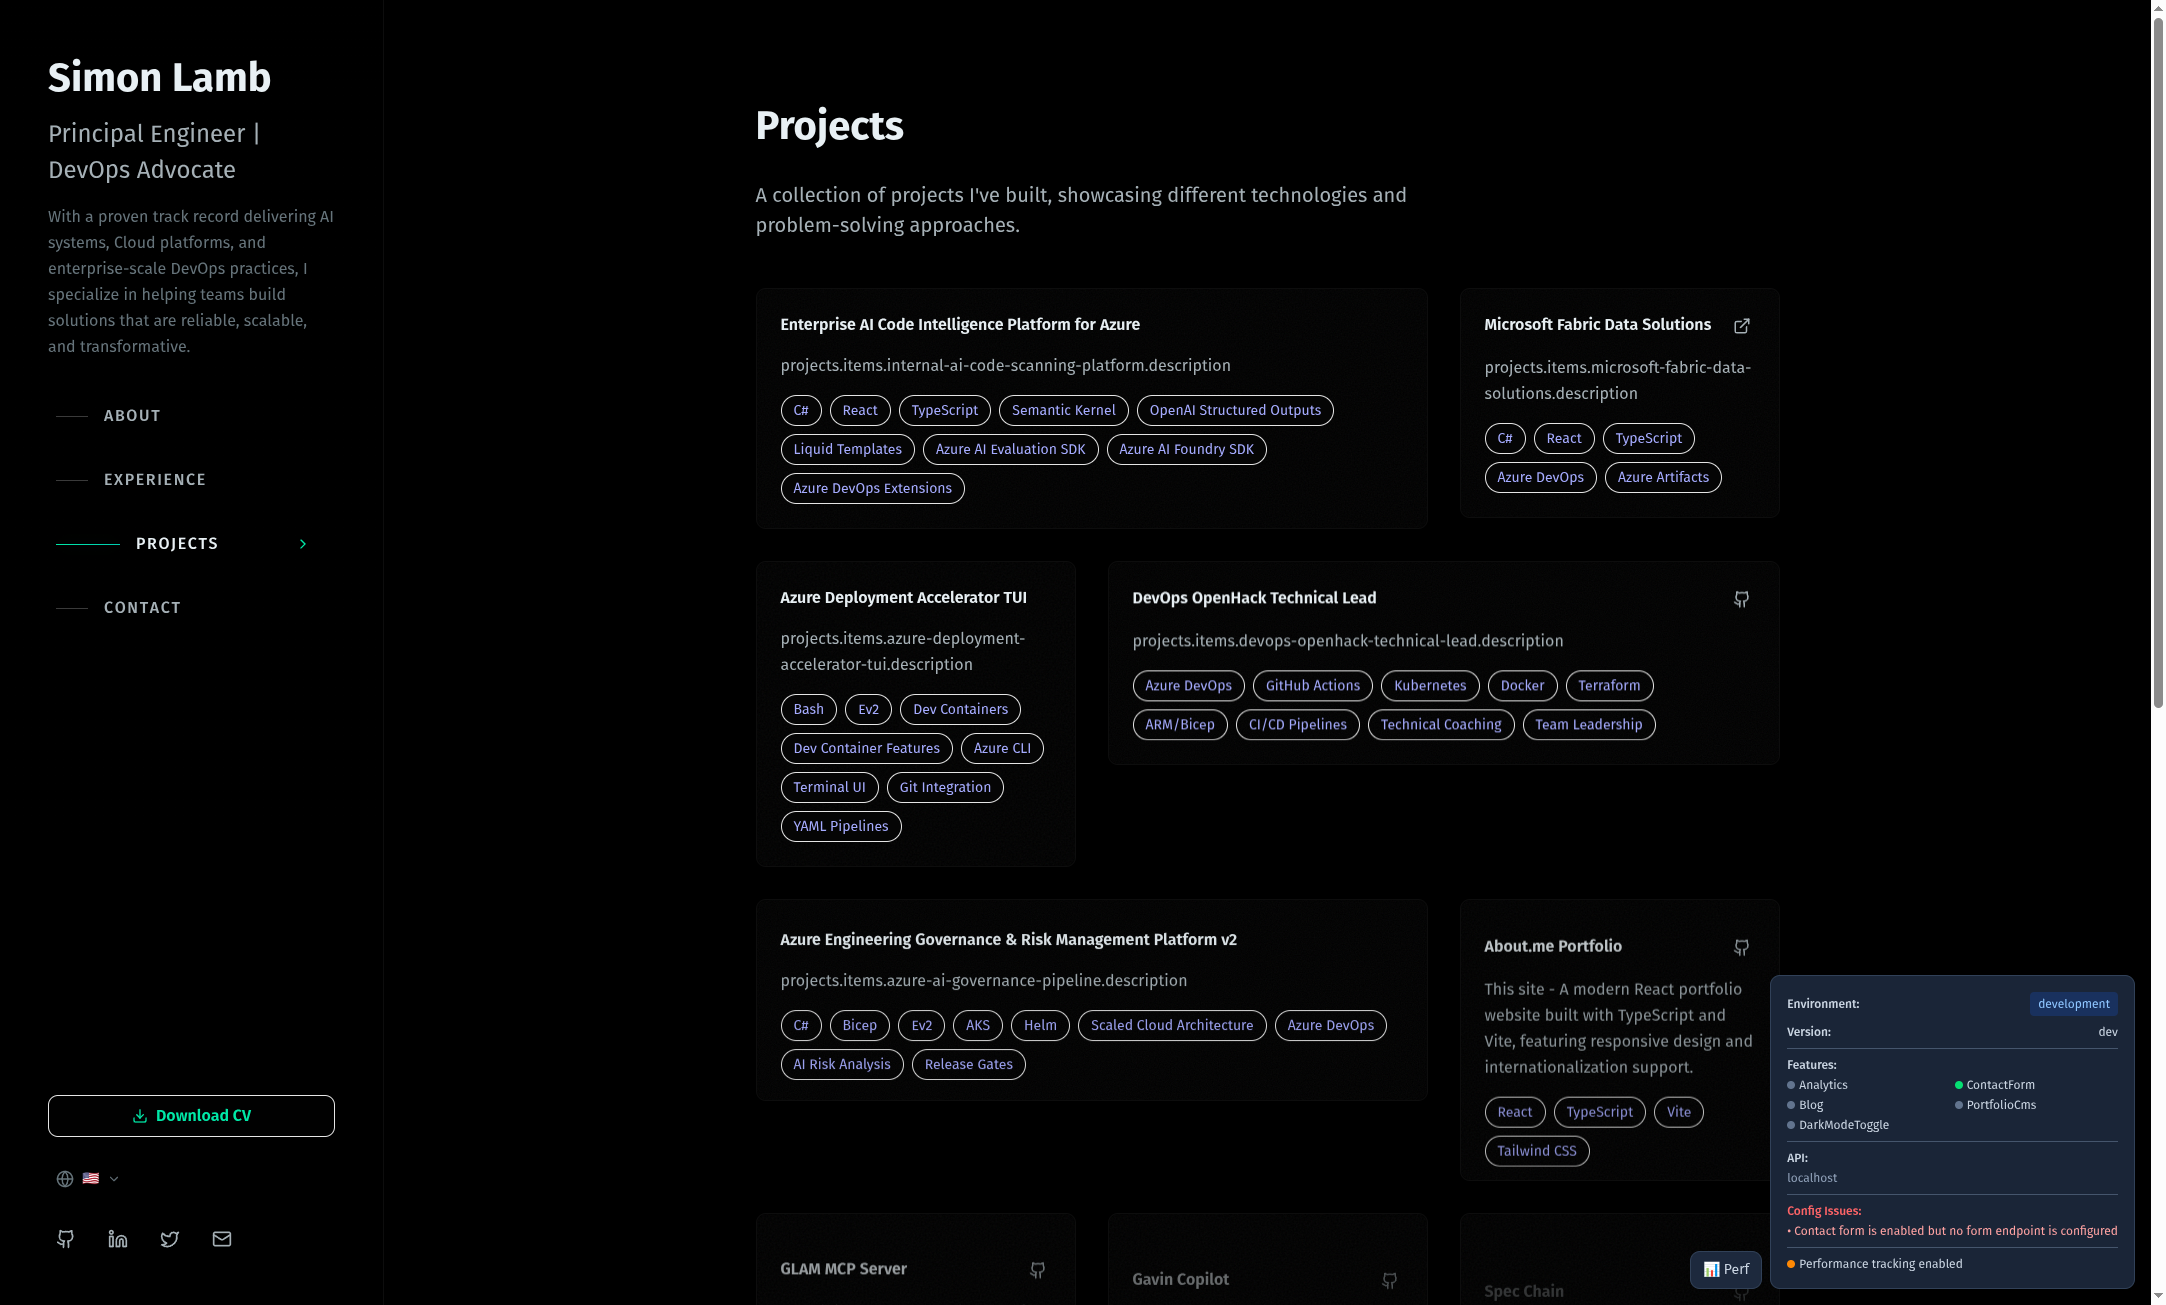 Simon Lamb
Principal Engineer |
DevOps Advocate
With a proven track record delivering AI
systems, Cloud platforms, and
enterprise-scale DevOps practices, I
specialize in helping teams build
solutions that are reliable, scalable,
and transformative.
ABOUT
EXPERIENCE
PROJECTS
CONTACT
Download CV
Projects
A collection of projects I've built, showcasing different technologies and
problem-solving approaches.
Enterprise AI Code Intelligence Platform for Azure
projects.items.internal-ai-code-scanning-platform.description
C# React TypeScript Semantic Kernel OpenAI Structured Outputs
Liquid Templates Azure AI Evaluation SDK Azure AI Foundry SDK
Azure DevOps Extensions
Microsoft Fabric Data Solutions
projects.items.microsoft-fabric-data-
solutions.description
C# React TypeScript
Azure DevOps Azure Artifacts
Azure Deployment Accelerator TUI
projects.items.azure-deployment-
accelerator-tui.description
Bash Ev2 Dev Containers
Dev Container Features Azure CLI
Terminal UI Git Integration
YAML Pipelines
DevOps OpenHack Technical Lead
projects.items.devops-openhack-technical-lead.description
Azure DevOps GitHub Actions Kubernetes Docker Terraform
ARM/Bicep CI/CD Pipelines Technical Coaching Team Leadership
Azure Engineering Governance & Risk Management Platform v2
projects.items.azure-ai-governance-pipeline.description
C# Bicep Ev2 AKS Helm Scaled Cloud Architecture Azure DevOps
AI Risk Analysis Release Gates
About.me Portfolio
This site - A modern React portfolio
website built with TypeScript and
Vite, featuring responsive design and
internationalization support.
React TypeScript Vite
Tailwind CSS
GLAM MCP Server
Gavin Copilot
Spec Chain
📊 Perf
Environment: development
Version: dev
Features:
Analytics ContactForm
Blog PortfolioCms
DarkModeToggle
API:
localhost
Config Issues:
• Contact form is enabled but no form endpoint is configured
Performance tracking enabled